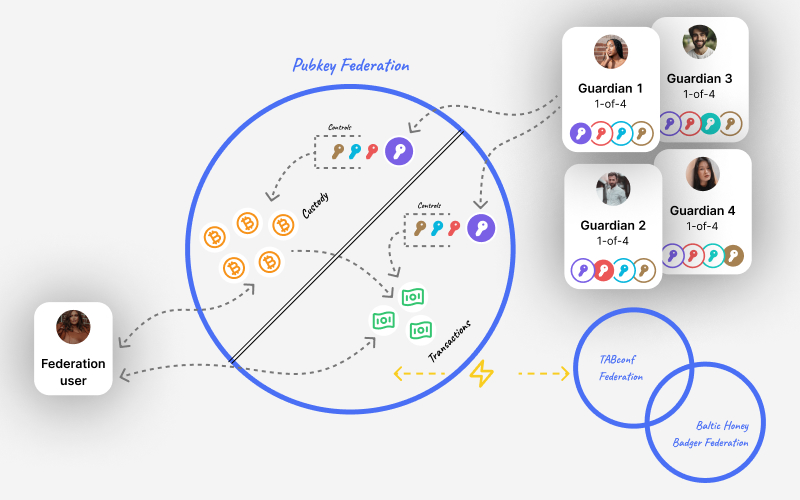 Pubkey Federation
Guardian 1
1-of-4
Guardian 3
1-of-4
Controls
Custody
Controls
Guardian 2
1-of-4
Guardian 4
1-of-4
Transactions
Federation
user
TABconf
Federation
Baltic Honey
Badger Federation